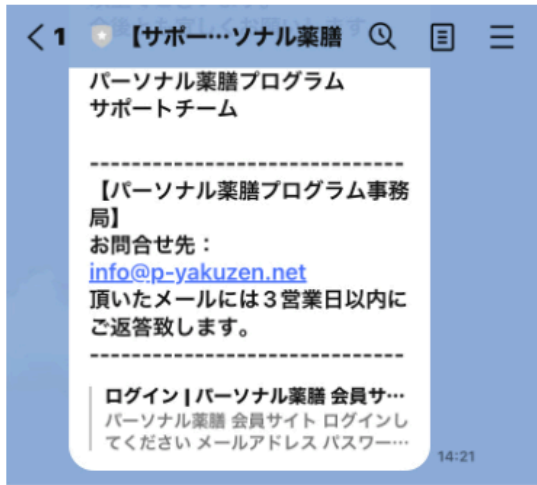 1 【サポー…ソナル薬膳
パーソナル薬膳プログラム
サポートチーム
------------------------------
【パーソナル薬膳プログラム事務
局】
お問合せ先：
info@p-yakuzen.net
頂いたメールには３営業日以内に
ご返答致します。
------------------------------
ログイン | パーソナル薬膳 会員サ…
パーソナル薬膳 会員サイト ログインし
てください メールアドレス パスワー…
14:21